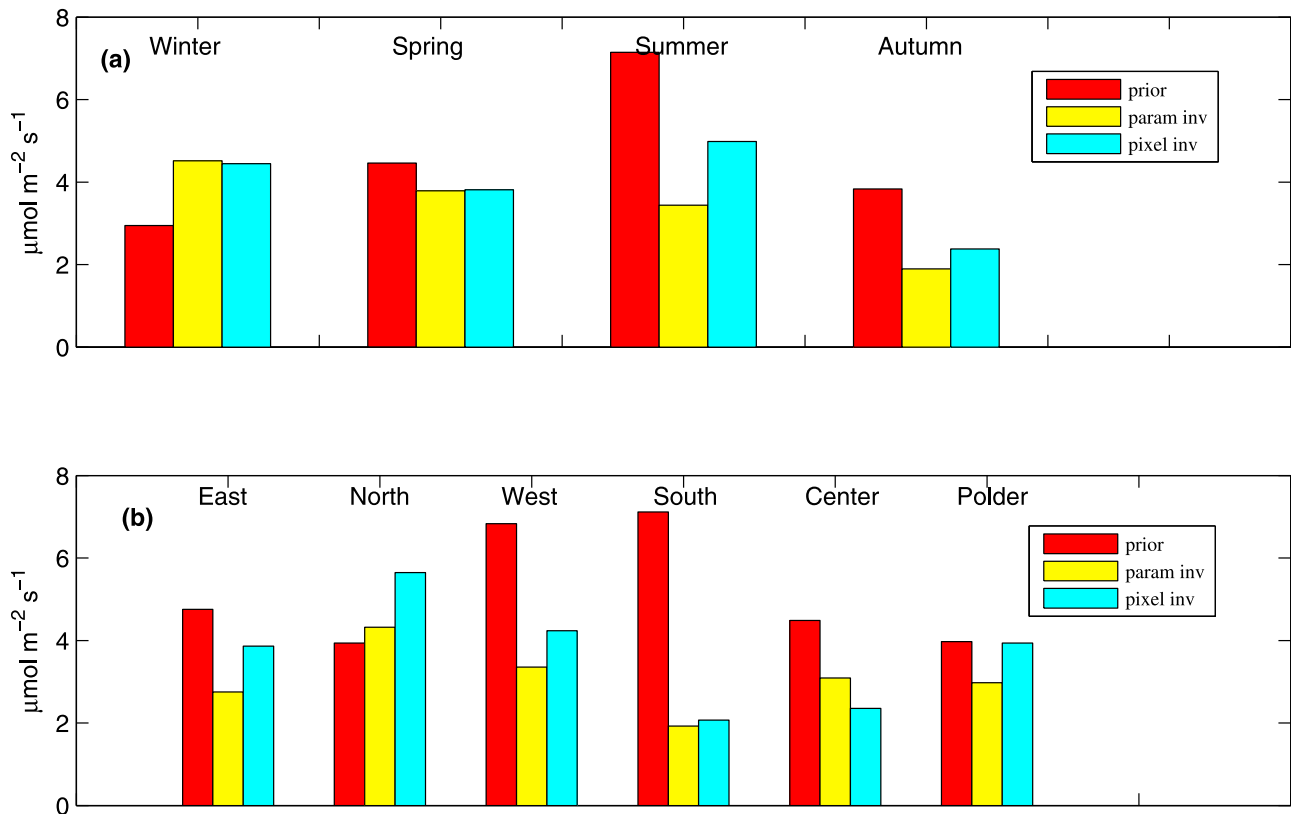 8
Winter Spring Summer Autumn
(a)
prior
6
param inv
pixel inv
4
2
0
μmol m−2 s−1
8
East North West South Center Polder
(b)
prior
6
param inv
pixel inv
4
2
0
μmol m−2 s−1